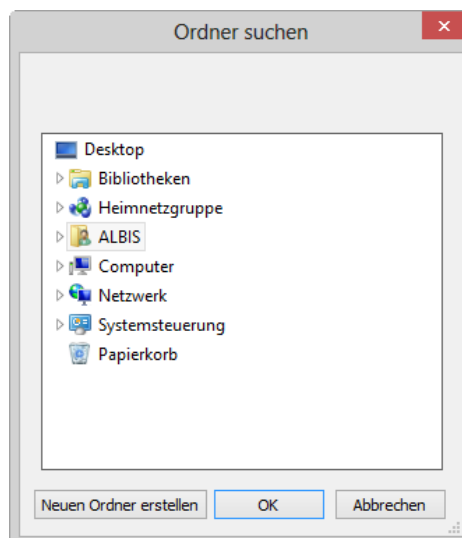 Ordner suchen
Desktop
Bibliotheken
Heimnetzgruppe
ALBIS
Computer
Netzwerk
Systemsteuerung
Papierkorb
Neuen Ordner erstellen OK Abbrechen